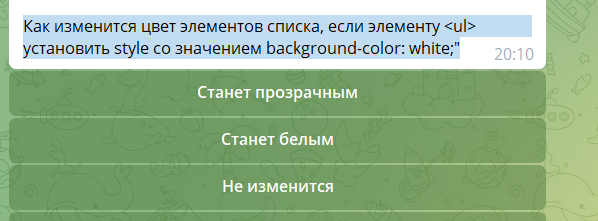 Как изменится цвет элементов списка, если элементу <ul>
установить style со значением background-color: white;"
20:10
Станет прозрачным
Станет белым
Не изменится